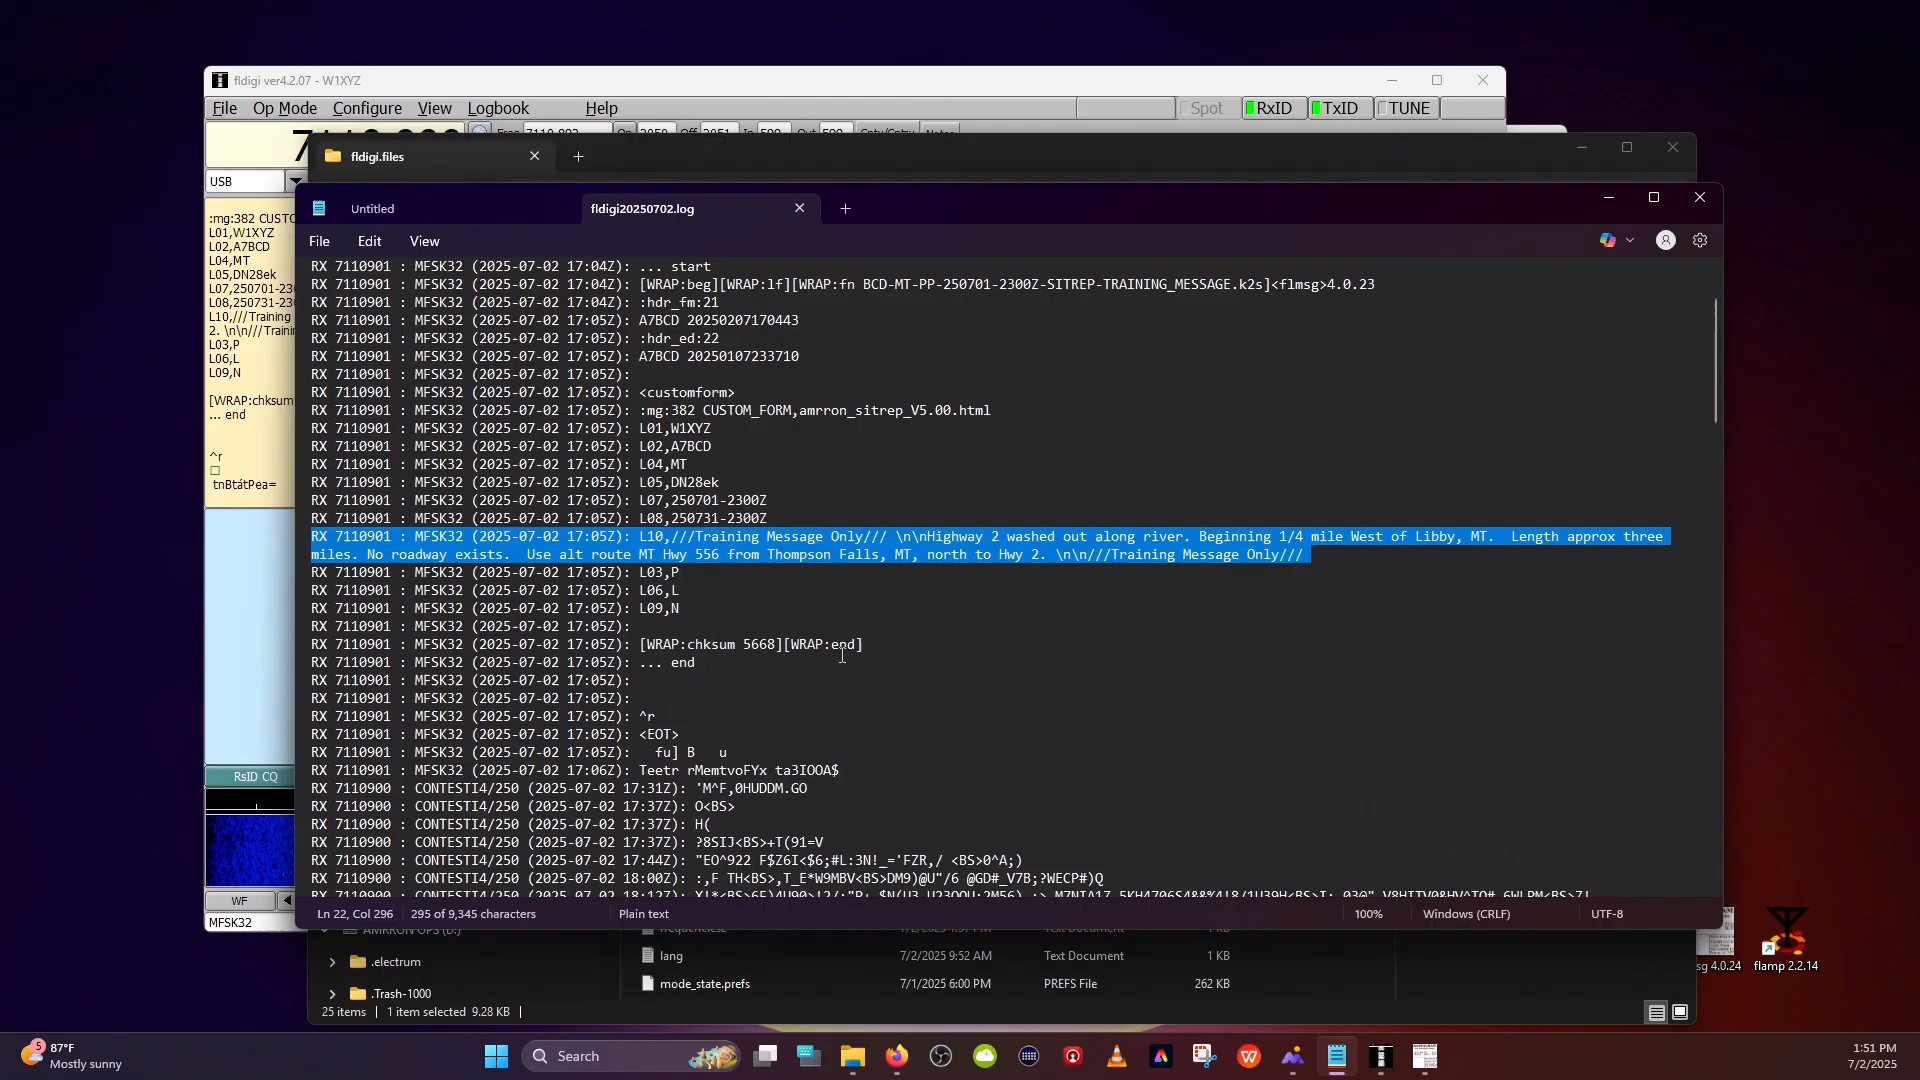 fldigi ver4.2.07 - W1XYZ
File Op Mode Configure View Logbook Help
Spot RxID TxID TUNE
USB
fldigi.files
Untitled
fldigi20250702.log
File Edit View
:mg:382 CUSTO
L01,W1XYZ
L02,A7BCD
L04,MT
L05,DN28ek
L07,250701-2300
L08,250731-2300
L10,///Training
2. \n\n///Trainin
L03,P
L06,L
L09,N
[WRAP:chksum
... end
^r
tnBtátPea=
RsID CQ
WF
MFSK32
RX 7110901 : MFSK32 (2025-07-02 17:04Z): ... start
RX 7110901 : MFSK32 (2025-07-02 17:04Z): [WRAP:beg][WRAP:lf][WRAP:fn BCD-MT-PP-250701-2300Z-SITREP-TRAINING_MESSAGE.k2s]<flmsg>4.0.23
RX 7110901 : MFSK32 (2025-07-02 17:04Z): :hdr_fm:21
RX 7110901 : MFSK32 (2025-07-02 17:05Z): A7BCD 20250207170443
RX 7110901 : MFSK32 (2025-07-02 17:05Z): :hdr_ed:22
RX 7110901 : MFSK32 (2025-07-02 17:05Z): A7BCD 20250107233710
RX 7110901 : MFSK32 (2025-07-02 17:05Z):
RX 7110901 : MFSK32 (2025-07-02 17:05Z): <customform>
RX 7110901 : MFSK32 (2025-07-02 17:05Z): :mg:382 CUSTOM_FORM,amrron_sitrep_V5.00.html
RX 7110901 : MFSK32 (2025-07-02 17:05Z): L01,W1XYZ
RX 7110901 : MFSK32 (2025-07-02 17:05Z): L02,A7BCD
RX 7110901 : MFSK32 (2025-07-02 17:05Z): L04,MT
RX 7110901 : MFSK32 (2025-07-02 17:05Z): L05,DN28ek
RX 7110901 : MFSK32 (2025-07-02 17:05Z): L07,250701-2300Z
RX 7110901 : MFSK32 (2025-07-02 17:05Z): L08,250731-2300Z
RX 7110901 : MFSK32 (2025-07-02 17:05Z): L10,///Training Message Only/// \n\nHighway 2 washed out along river. Beginning 1/4 mile West of Libby, MT.  Length approx three
miles. No roadway exists.  Use alt route MT Hwy 556 from Thompson Falls, MT, north to Hwy 2. \n\n///Training Message Only///
RX 7110901 : MFSK32 (2025-07-02 17:05Z): L03,P
RX 7110901 : MFSK32 (2025-07-02 17:05Z): L06,L
RX 7110901 : MFSK32 (2025-07-02 17:05Z): L09,N
RX 7110901 : MFSK32 (2025-07-02 17:05Z):
RX 7110901 : MFSK32 (2025-07-02 17:05Z): [WRAP:chksum 5668][WRAP:end]
RX 7110901 : MFSK32 (2025-07-02 17:05Z): ... end
RX 7110901 : MFSK32 (2025-07-02 17:05Z):
RX 7110901 : MFSK32 (2025-07-02 17:05Z):
RX 7110901 : MFSK32 (2025-07-02 17:05Z): ^r
RX 7110901 : MFSK32 (2025-07-02 17:05Z): <EOT>
RX 7110901 : MFSK32 (2025-07-02 17:05Z):   fu] B   u
RX 7110901 : MFSK32 (2025-07-02 17:06Z): Teetr rMemtvoFYx ta3IOOA$
RX 7110900 : CONTESTI4/250 (2025-07-02 17:31Z): 'M^F,0HUDDM.GO
RX 7110900 : CONTESTI4/250 (2025-07-02 17:37Z): O<BS>
RX 7110900 : CONTESTI4/250 (2025-07-02 17:37Z): H(
RX 7110900 : CONTESTI4/250 (2025-07-02 17:37Z): ?8SIJ<BS>+T(91=V
RX 7110900 : CONTESTI4/250 (2025-07-02 17:44Z): "EO^922 F$Z6I<$6;#L:3N!_='FZR,/ <BS>0^A;)
RX 7110900 : CONTESTI4/250 (2025-07-02 18:00Z): :,F TH<BS>,T_E*W9MBV<BS>DM9)@U"/6 @GD#_V7B;?WECP#)Q
RX 7110900 : CONTESTI4/250 (2025-07-02 18:12Z):
Ln 22, Col 296 295 of 9,345 characters Plain text 100% Windows (CRLF) UTF-8
AMRRON OPS (D:)
.electrum
.Trash-1000
lang 7/2/2025 9:52 AM Text Document 1 KB
mode_state.prefs 7/1/2025 6:00 PM PREFS File 262 KB
25 items 1 item selected 9.28 KB
sg 4.0.24
flamp 2.2.14
5
87°F
Mostly sunny
Search
1:51 PM
7/2/2025